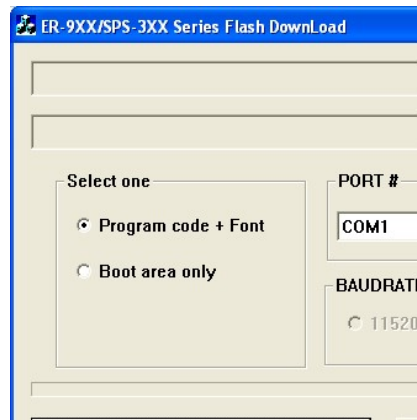 ER-9XX/SPS-3XX Series Flash DownLoad
Select one
Program code + Font
Boot area only
PORT #
COM1